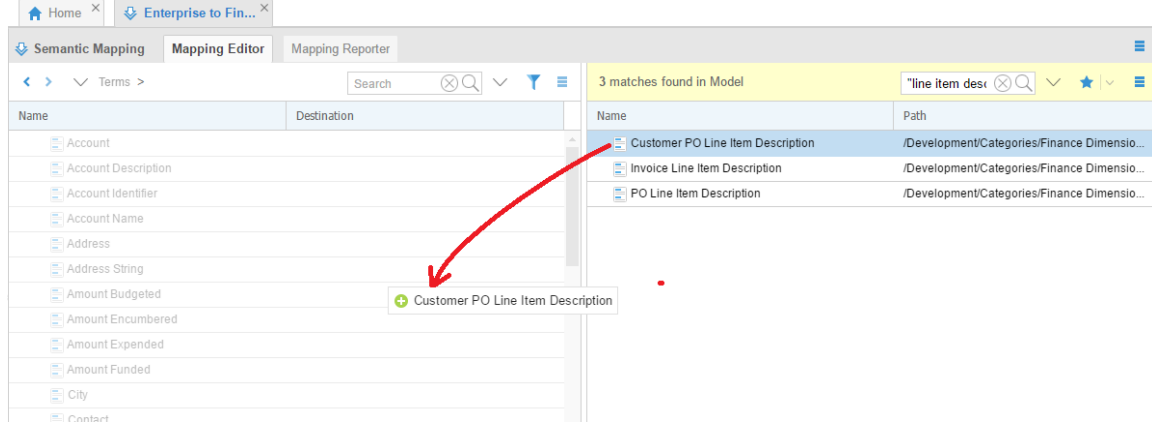 Home × Enterprise to Fin... ×
Semantic Mapping Mapping Editor Mapping Reporter
Terms > Search 3 matches found in Model "line item desc
Name Destination Name Path
Account Customer PO Line Item Description /Development/Categories/Finance Dimensio...
Account Description Invoice Line Item Description /Development/Categories/Finance Dimensio...
Account Identifier PO Line Item Description /Development/Categories/Finance Dimensio...
Account Name
Address
Address String
Amount Budgeted
Customer PO Line Item Description
Amount Encumbered
Amount Expended
Amount Funded
City
Contact